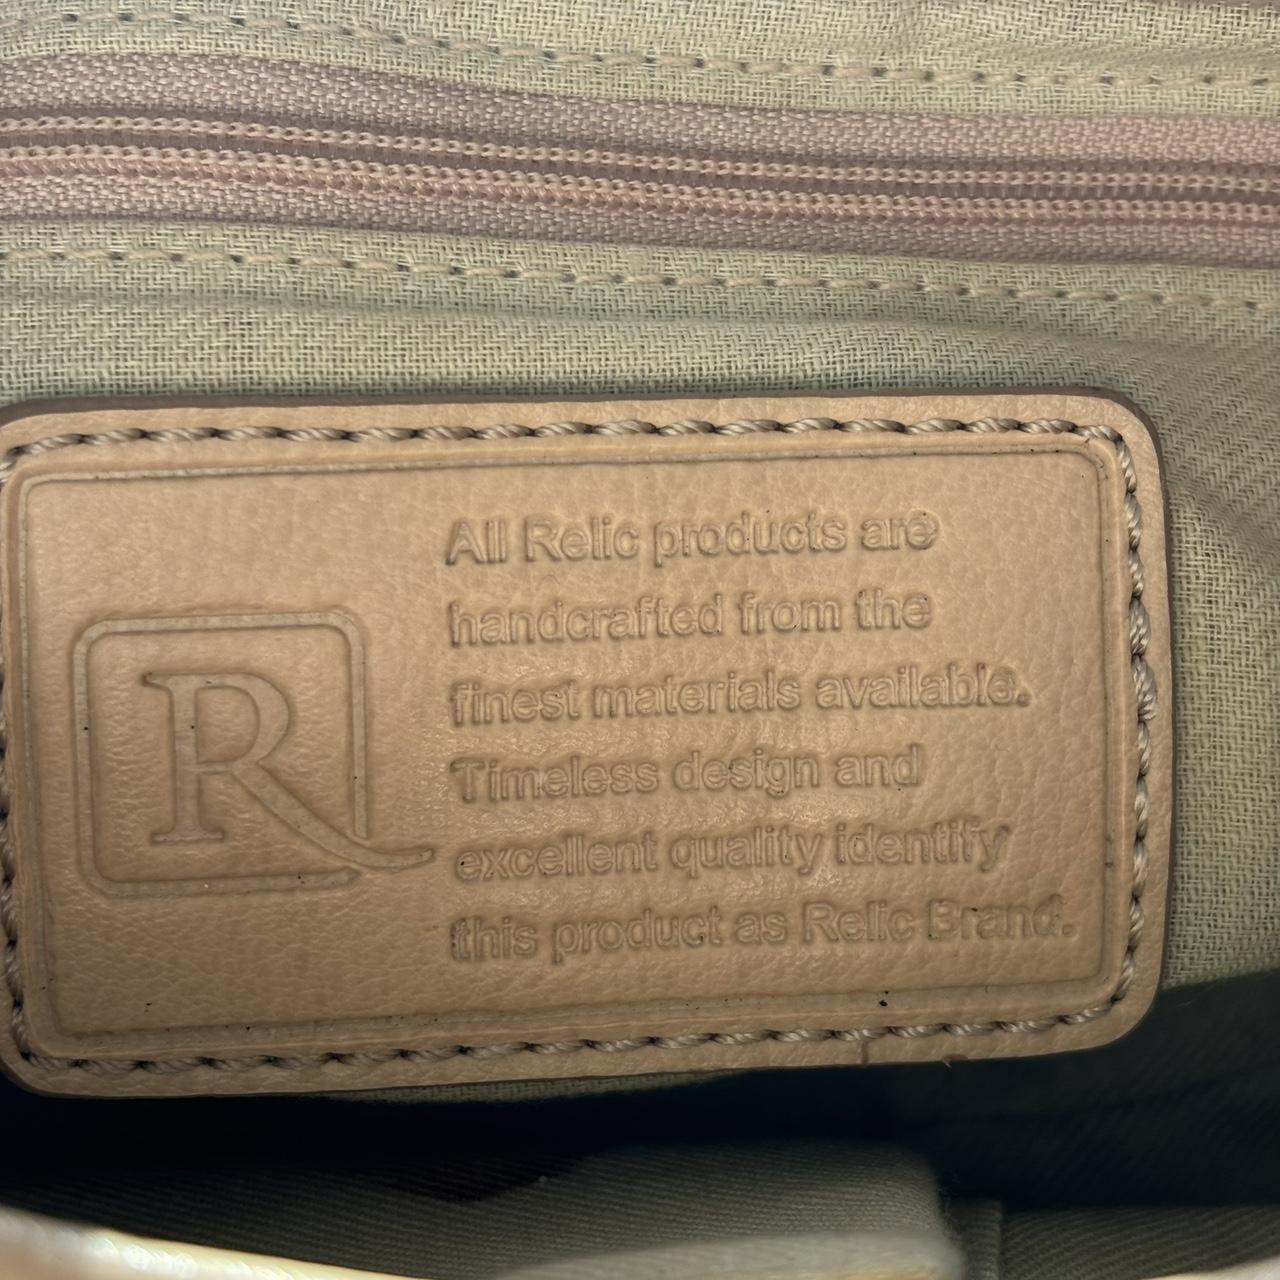 R
All Relic products are
handcrafted from the
finest materials available.
Timeless design and
excellent quality identify
this product as Relic Brand.